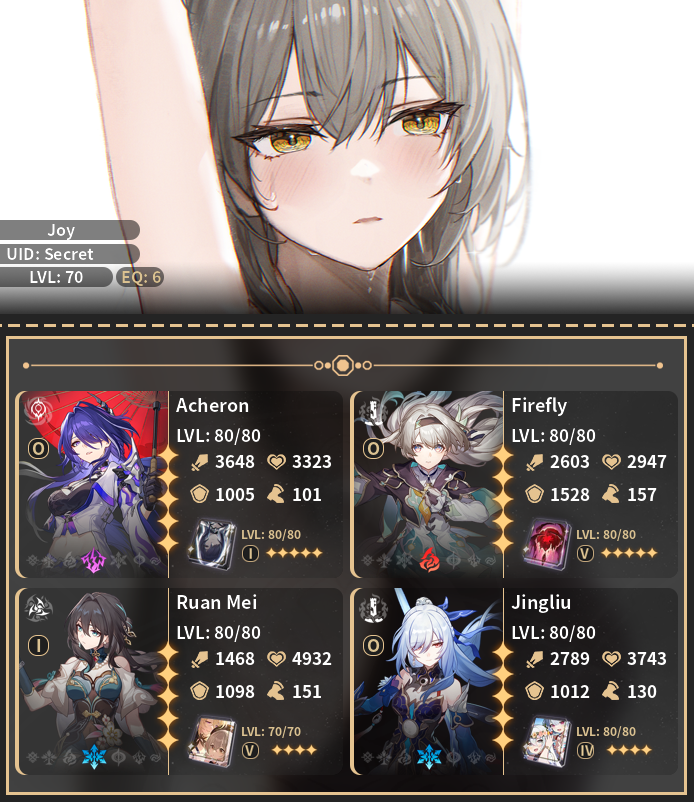 Joy
UID: Secret
LVL: 70 EQ: 6
Acheron
LVL: 80/80
O
3648 3323
1005 101
LVL: 80/80
I
Firefly
LVL: 80/80
O
2603 2947
1528 157
LVL: 80/80
V
Ruan Mei
LVL: 80/80
I
1468 4932
1098 151
LVL: 70/70
V
Jingliu
LVL: 80/80
O
2789 3743
1012 130
LVL: 80/80
IV